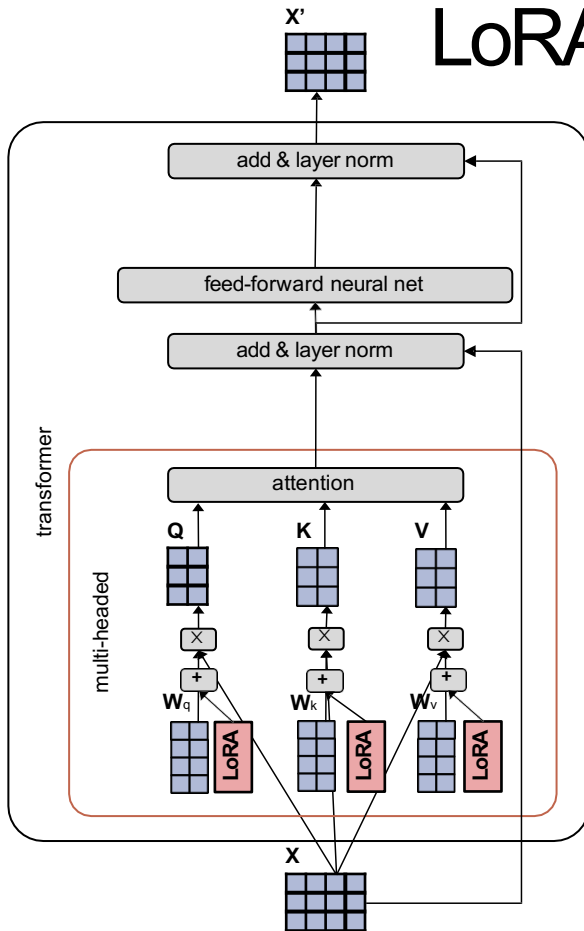 LoRA
X’
add & layer norm
feed-forward neural net
add & layer norm
transformer
multi-headed
attention
Q K V
× × ×
+ + +
Wq Wk Wv
LoRA LoRA LoRA
X